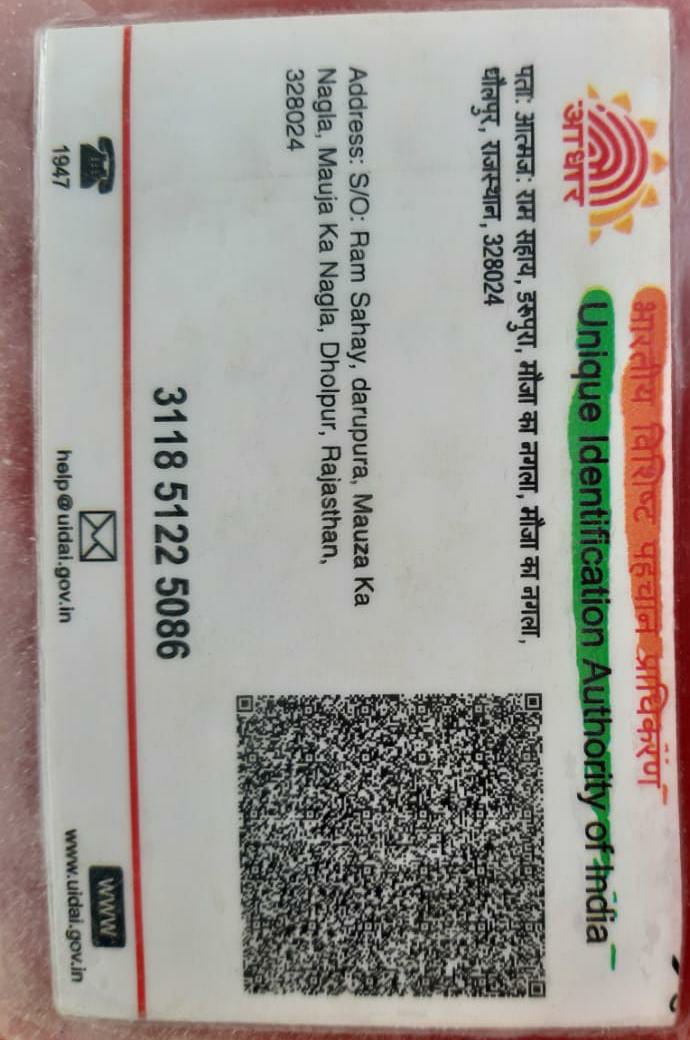 भारतीय विशिष्ट पहचान प्राधिकरण
आधार
Unique Identification Authority of India
पता: आत्मज: राम सहाय, डरूपुरा, मौजा का नगला, मौजा का नगला,
धौलपुर, राजस्थान, 328024
Address: S/O: Ram Sahay, darupura, Mauza Ka
Nagla, Mauja Ka Nagla, Dholpur, Rajasthan,
328024
3118 5122 5086
1947
help@uidai.gov.in
WWW
www.uidai.gov.in